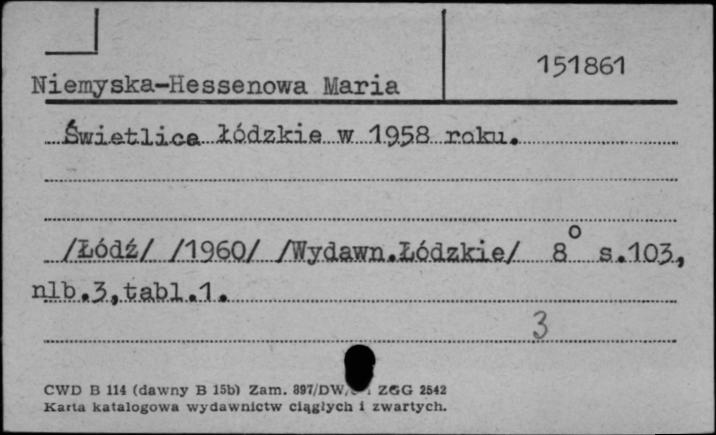 151861
Niemyska-Hessenowa Maria
Świetlice łódzkie w 1958 roku.
/Łódź/ /1960/ /Wydawn.Łódzkie/ 8° s.103,
nlb.3,tabl.1.
3
CWD B 114 (dawny B 15b) Zam. 897/DW/ ZGG 2542
Karta katalogowa wydawnictw ciągłych i zwartych.